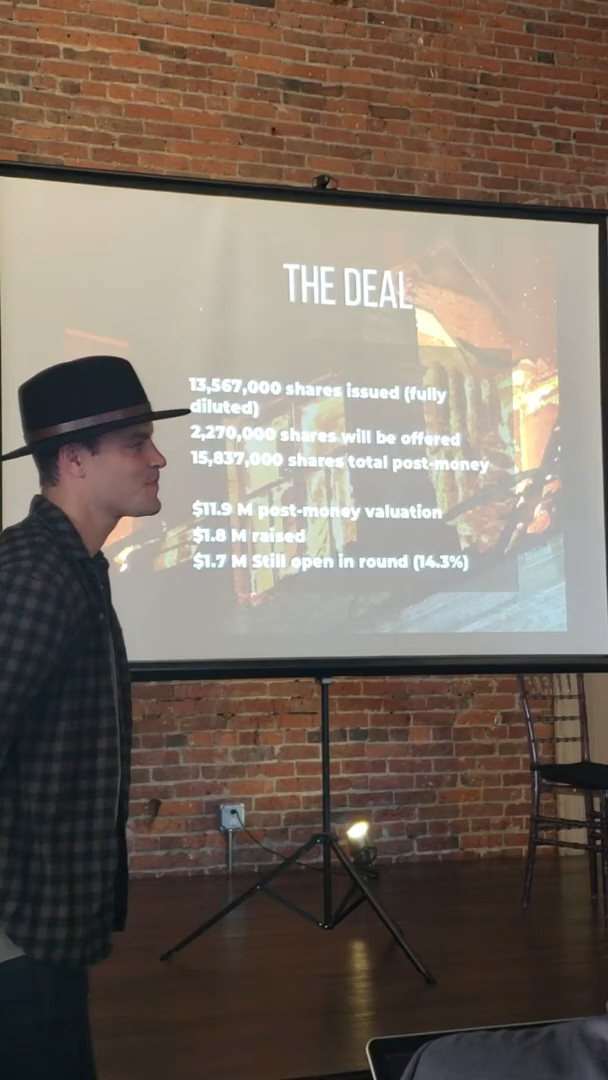 THE DEAL
13,567,000 shares issued (fully
diluted)
2,270,000 shares will be offered
15,837,000 shares total post-money
$11.9 M post-money valuation
$1.8 M raised
$1.7 M Still open in round (14.3%)